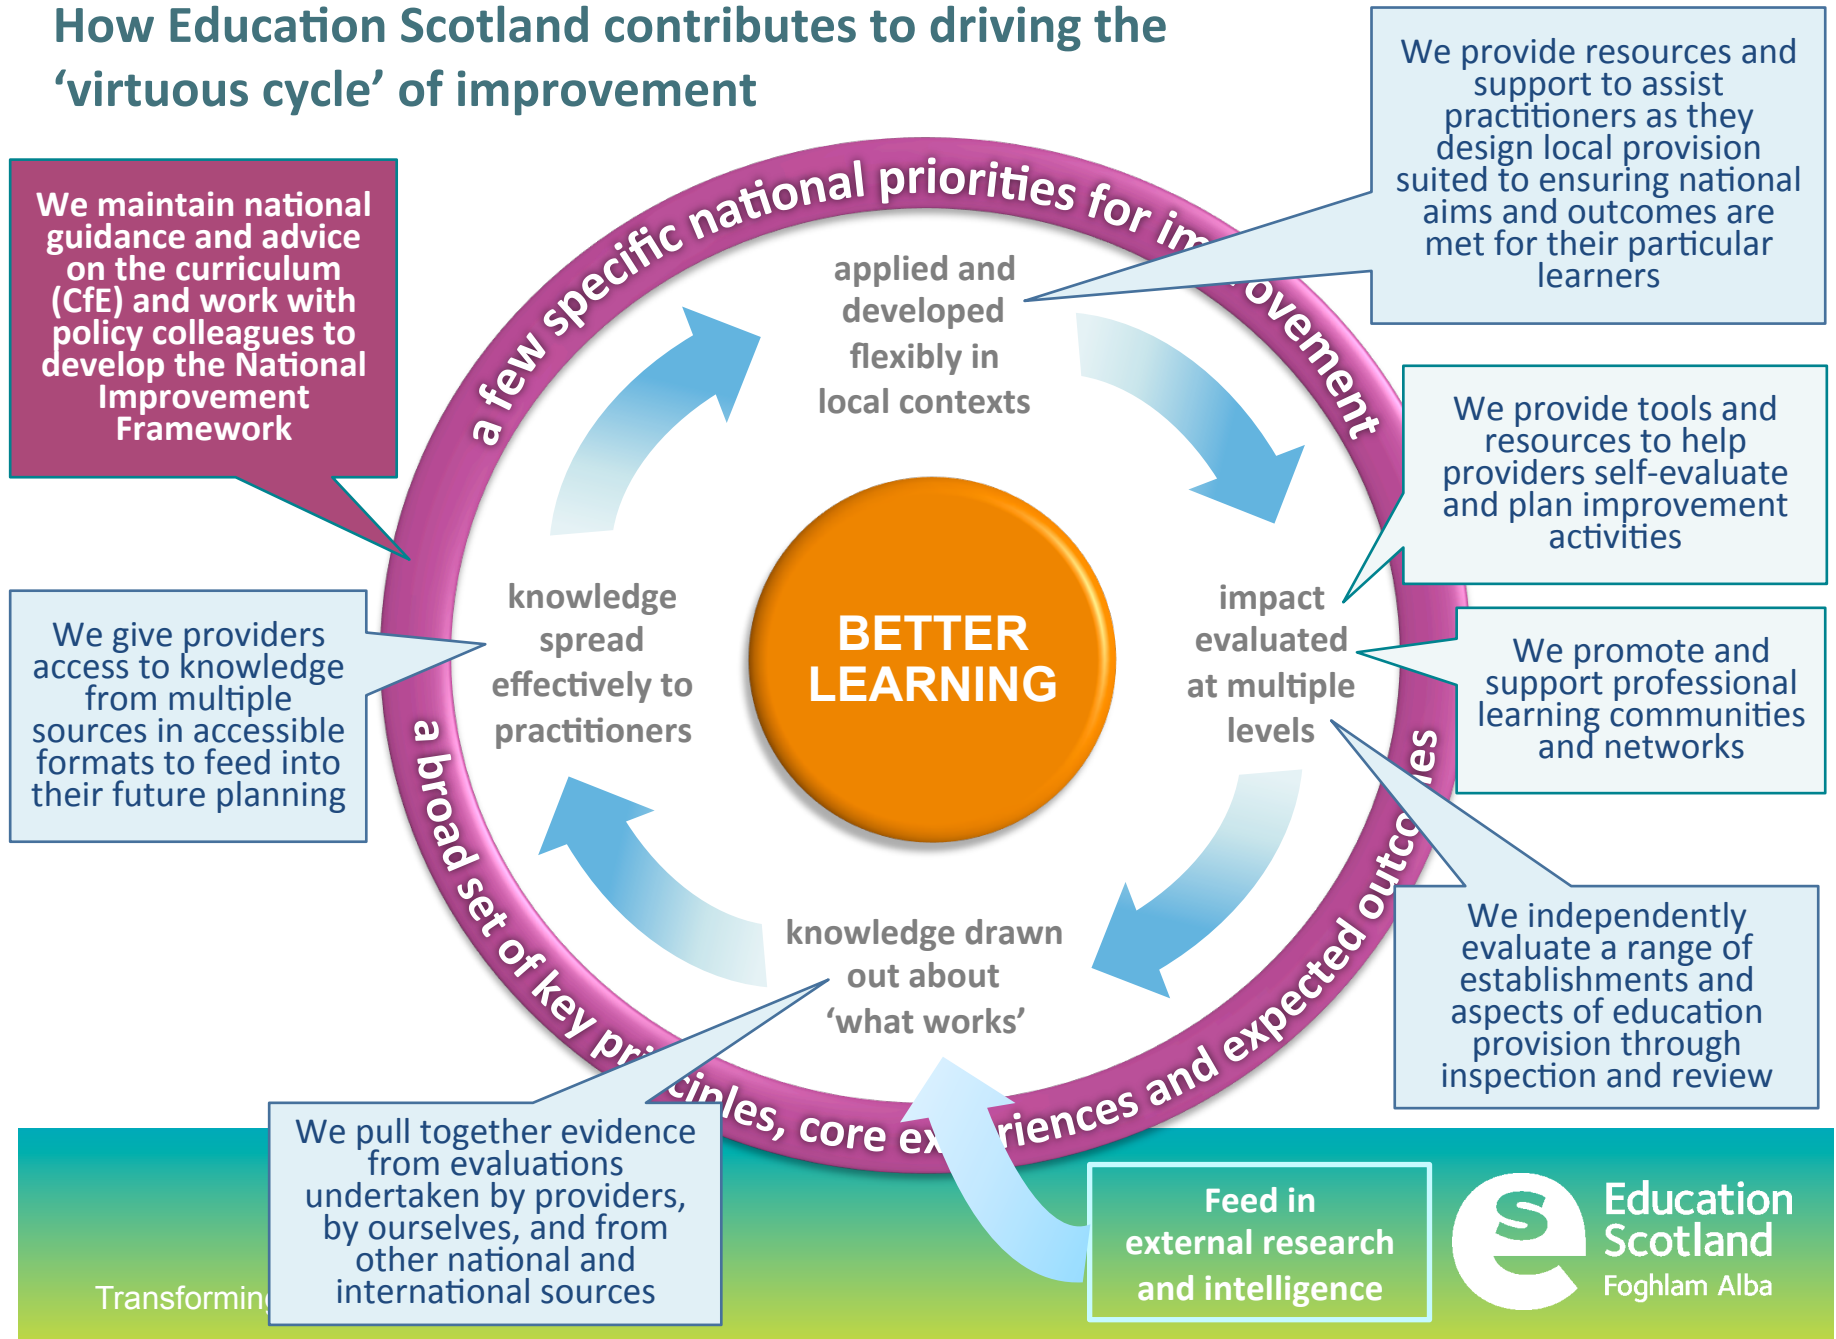 How Education Scotland contributes to driving the
‘virtuous cycle’ of improvement
We provide resources and
support to assist
practitioners as they
design local provision
suited to ensuring national
aims and outcomes are
met for their particular
learners
We maintain national
guidance and advice
on the curriculum
(CfE) and work with
policy colleagues to
develop the National
Improvement
Framework
a few specific national priorities for improvement
applied and
developed
flexibly in
local contexts
We provide tools and
resources to help
providers self-evaluate
and plan improvement
activities
knowledge
spread
effectively to
practitioners
BETTER
LEARNING
impact
evaluated
at multiple
levels
We give providers
access to knowledge
from multiple
sources in accessible
formats to feed into
their future planning
We promote and
support professional
learning communities
and networks
a broad set of key principles, core experiences and expected outcomes
knowledge drawn
out about
‘what works’
We independently
evaluate a range of
establishments and
aspects of education
provision through
inspection and review
We pull together evidence
from evaluations
undertaken by providers,
by ourselves, and from
other national and
international sources
Feed in
external research
and intelligence
Education
Scotland
Foghlam Alba
Transforming